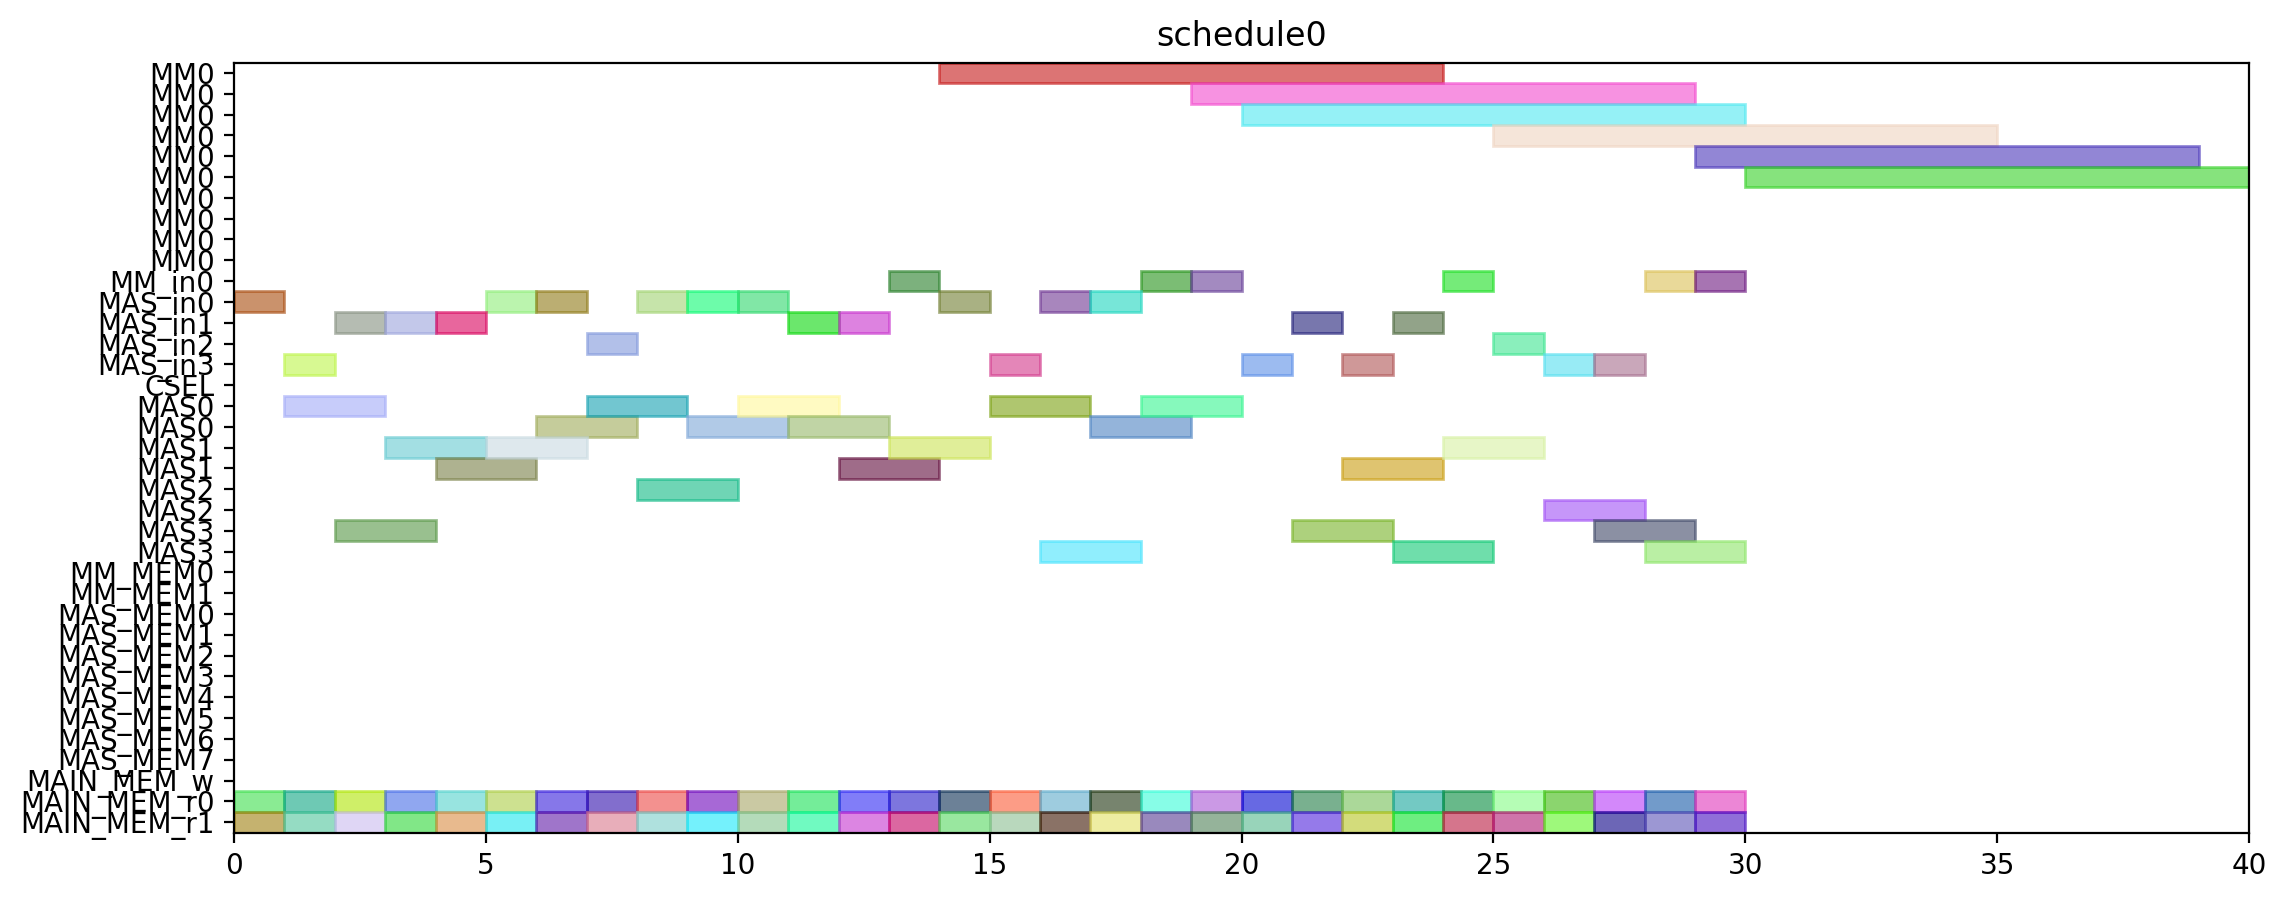 schedule0
MM0
MM0
MM0
MM0
MM0
MM0
MM0
MM0
MM0
MM0
MM_in0
MAS_in0
MAS_in1
MAS_in2
MAS_in3
CSEL
MAS0
MAS0
MAS1
MAS1
MAS2
MAS2
MAS3
MAS3
MM_MEM0
MM_MEM1
MAS_MEM0
MAS_MEM1
MAS_MEM2
MAS_MEM3
MAS_MEM4
MAS_MEM5
MAS_MEM6
MAS_MEM7
MAIN_MEM_w
MAIN_MEM_r0
MAIN_MEM_r1
0 5 10 15 20 25 30 35 40